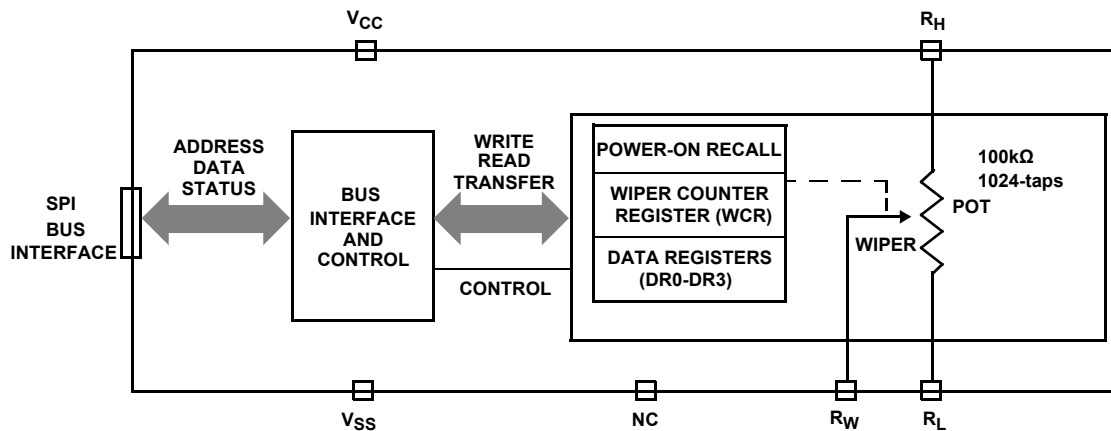 VCC
RH
ADDRESS
DATA
STATUS
SPI
BUS
INTERFACE
BUS
INTERFACE
AND
CONTROL
WRITE
READ
TRANSFER
CONTROL
POWER-ON RECALL
WIPER COUNTER
REGISTER (WCR)
DATA REGISTERS
(DR0-DR3)
100kΩ
1024-taps
POT
WIPER
VSS
NC
RW
RL